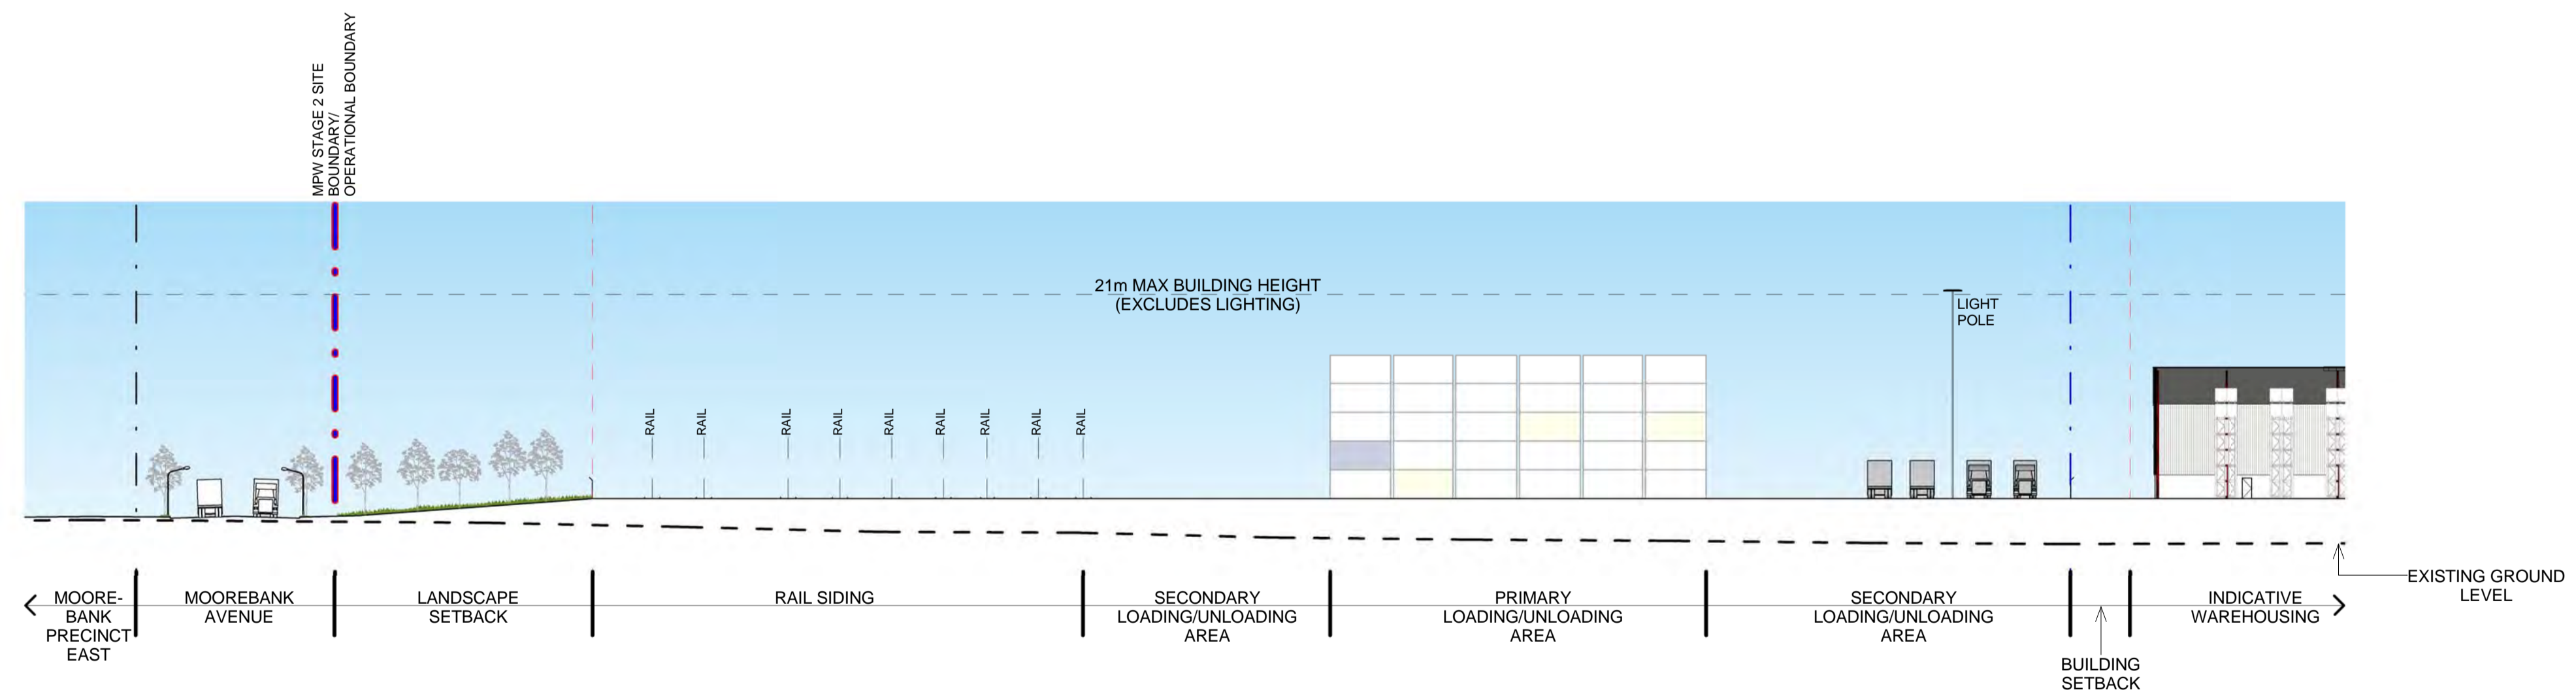 MPW STAGE 2 SITE
BOUNDARY/
OPERATIONAL BOUNDARY
21m MAX BUILDING HEIGHT
(EXCLUDES LIGHTING)
LIGHT
POLE
RAIL
RAIL
RAIL
RAIL
RAIL
RAIL
RAIL
RAIL
RAIL
MOORE-
BANK
PRECINCT
EAST
MOOREBANK
AVENUE
LANDSCAPE
SETBACK
RAIL SIDING
SECONDARY
LOADING/UNLOADING
AREA
PRIMARY
LOADING/UNLOADING
AREA
SECONDARY
LOADING/UNLOADING
AREA
BUILDING
SETBACK
INDICATIVE
WAREHOUSING
EXISTING GROUND
LEVEL